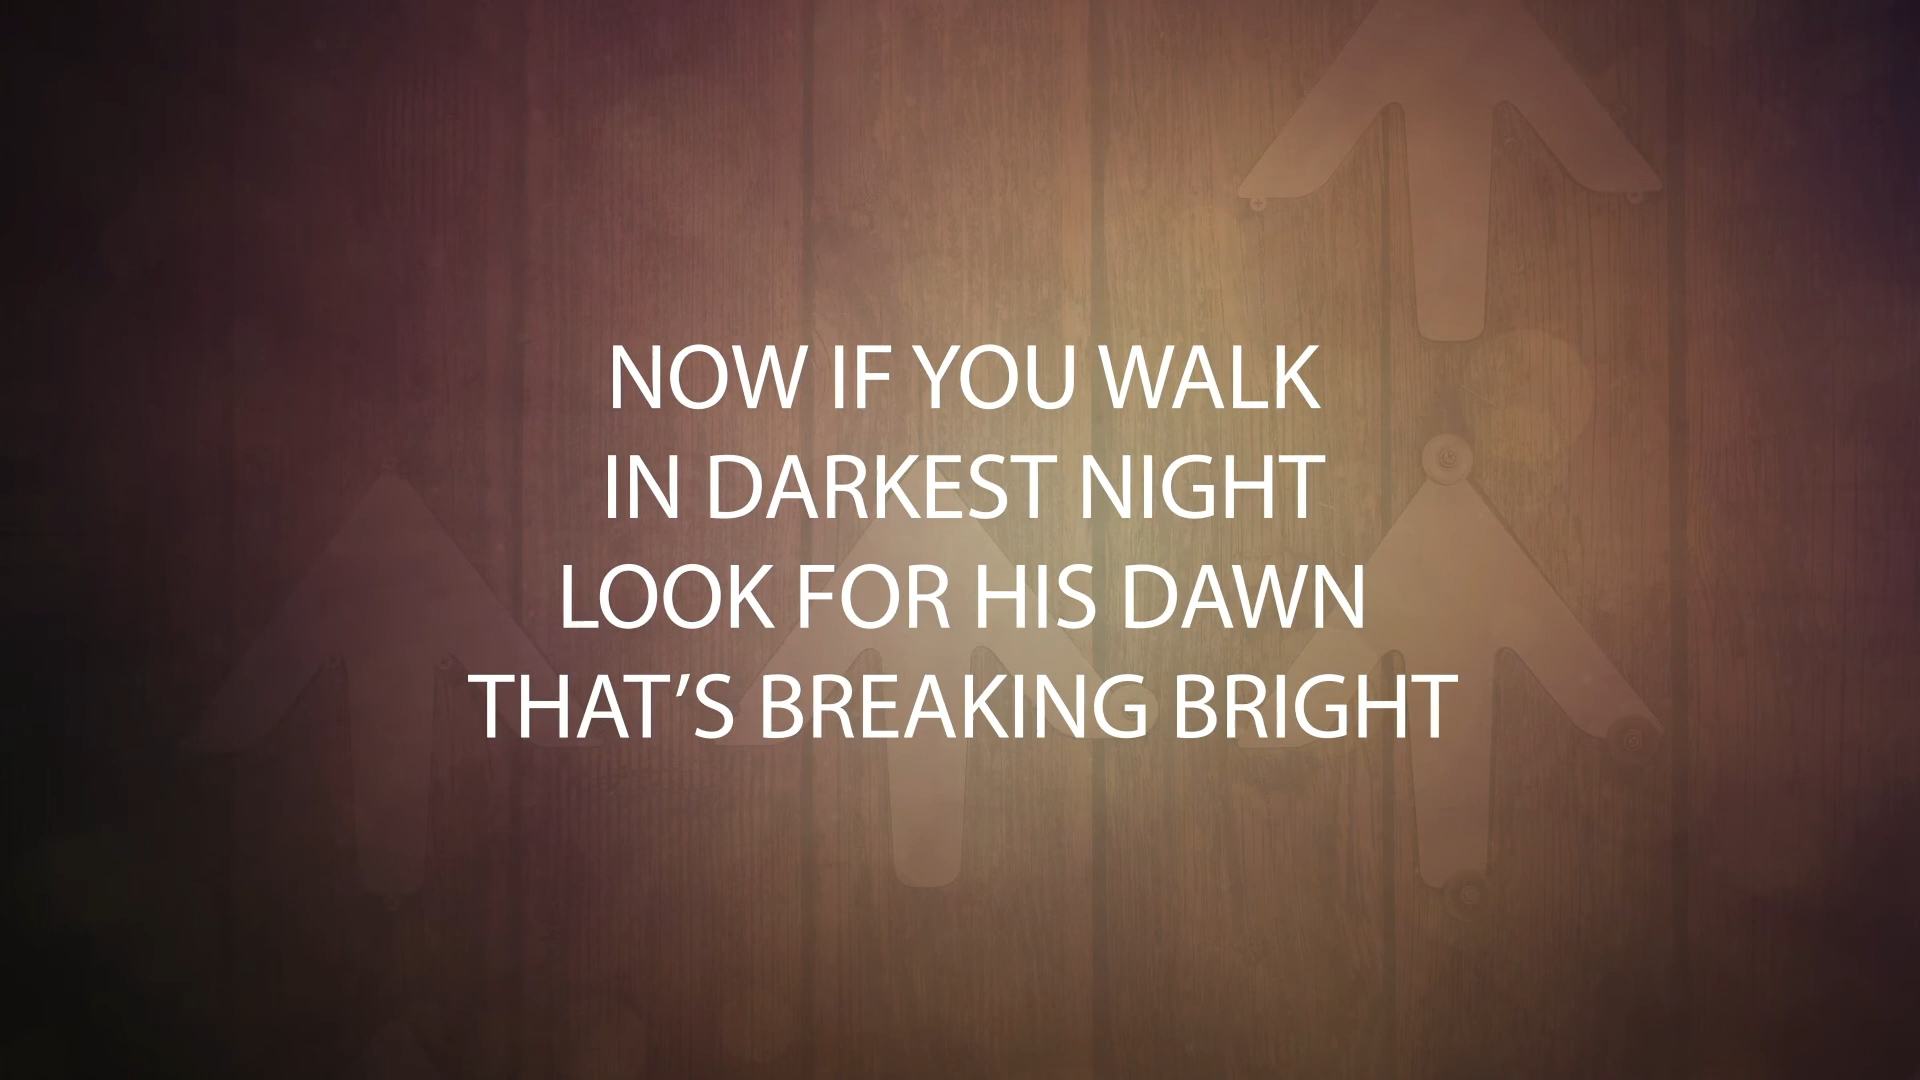 NOW IF YOU WALK
IN DARKEST NIGHT
LOOK FOR HIS DAWN
THAT’S BREAKING BRIGHT